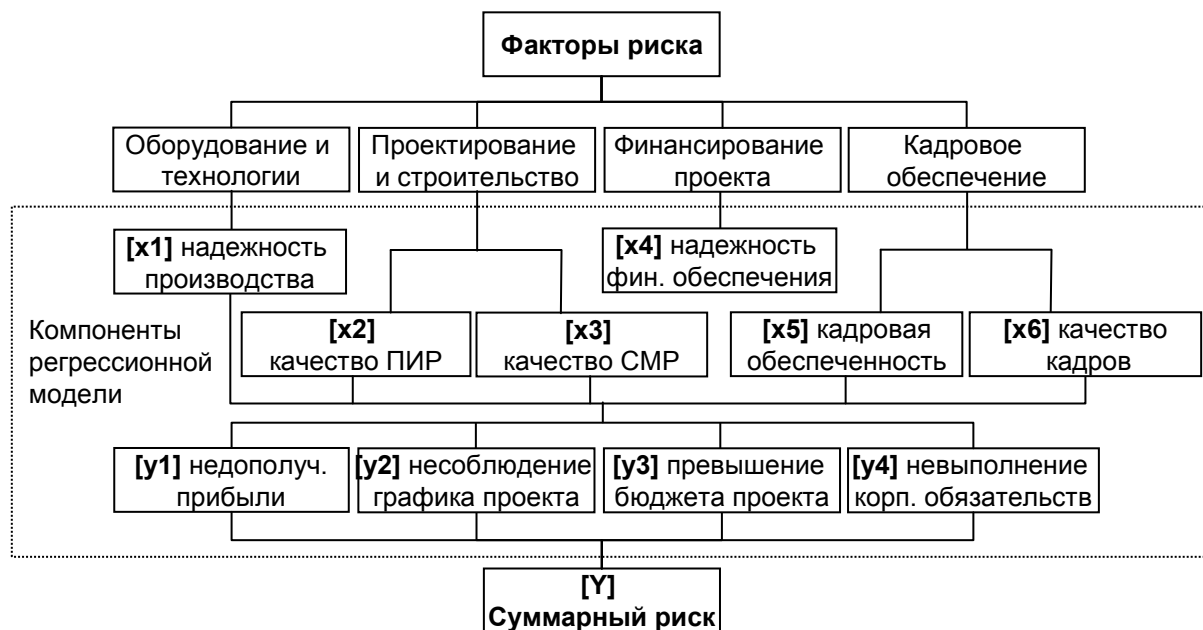 Факторы риска
Оборудование и
технологии
Проектирование
и строительство
Финансирование
проекта
Кадровое
обеспечение
[x1] надежность
производства
[x4] надежность
фин. обеспечения
Компоненты
регрессионной
модели
[x2]
качество ПИР
[x3]
качество СМР
[x5] кадровая
обеспеченность
[x6] качество
кадров
[y1] недополуч.
прибыли
[y2] несоблюдение
графика проекта
[y3] превышение
бюджета проекта
[y4] невыполнение
корп. обязательств
[Y]
Суммарный риск